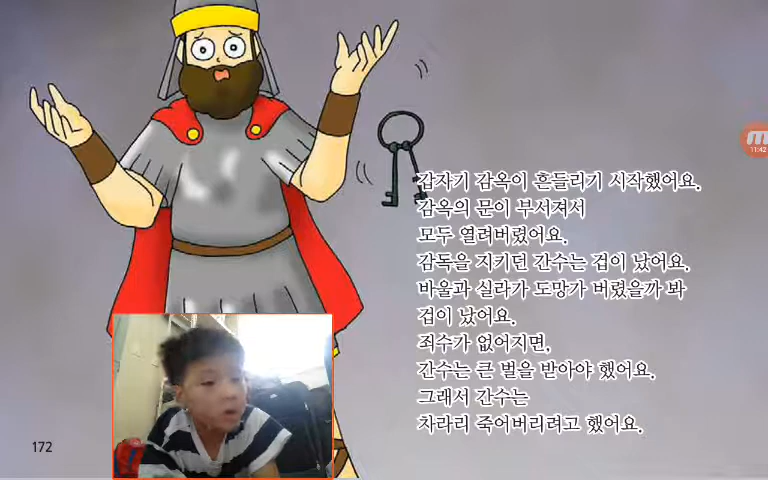 갑자기 감옥이 흔들리기 시작했어요.
감옥의 문이 부서져서
모두 열려버렸어요.
감독을 지키던 간수는 겁이 났어요.
바울과 실라가 도망가 버렸을까 봐
겁이 났어요.
죄수가 없어지면,
간수는 큰 벌을 받아야 했어요.
그래서 간수는
차라리 죽어버리려고 했어요.
172
11:42